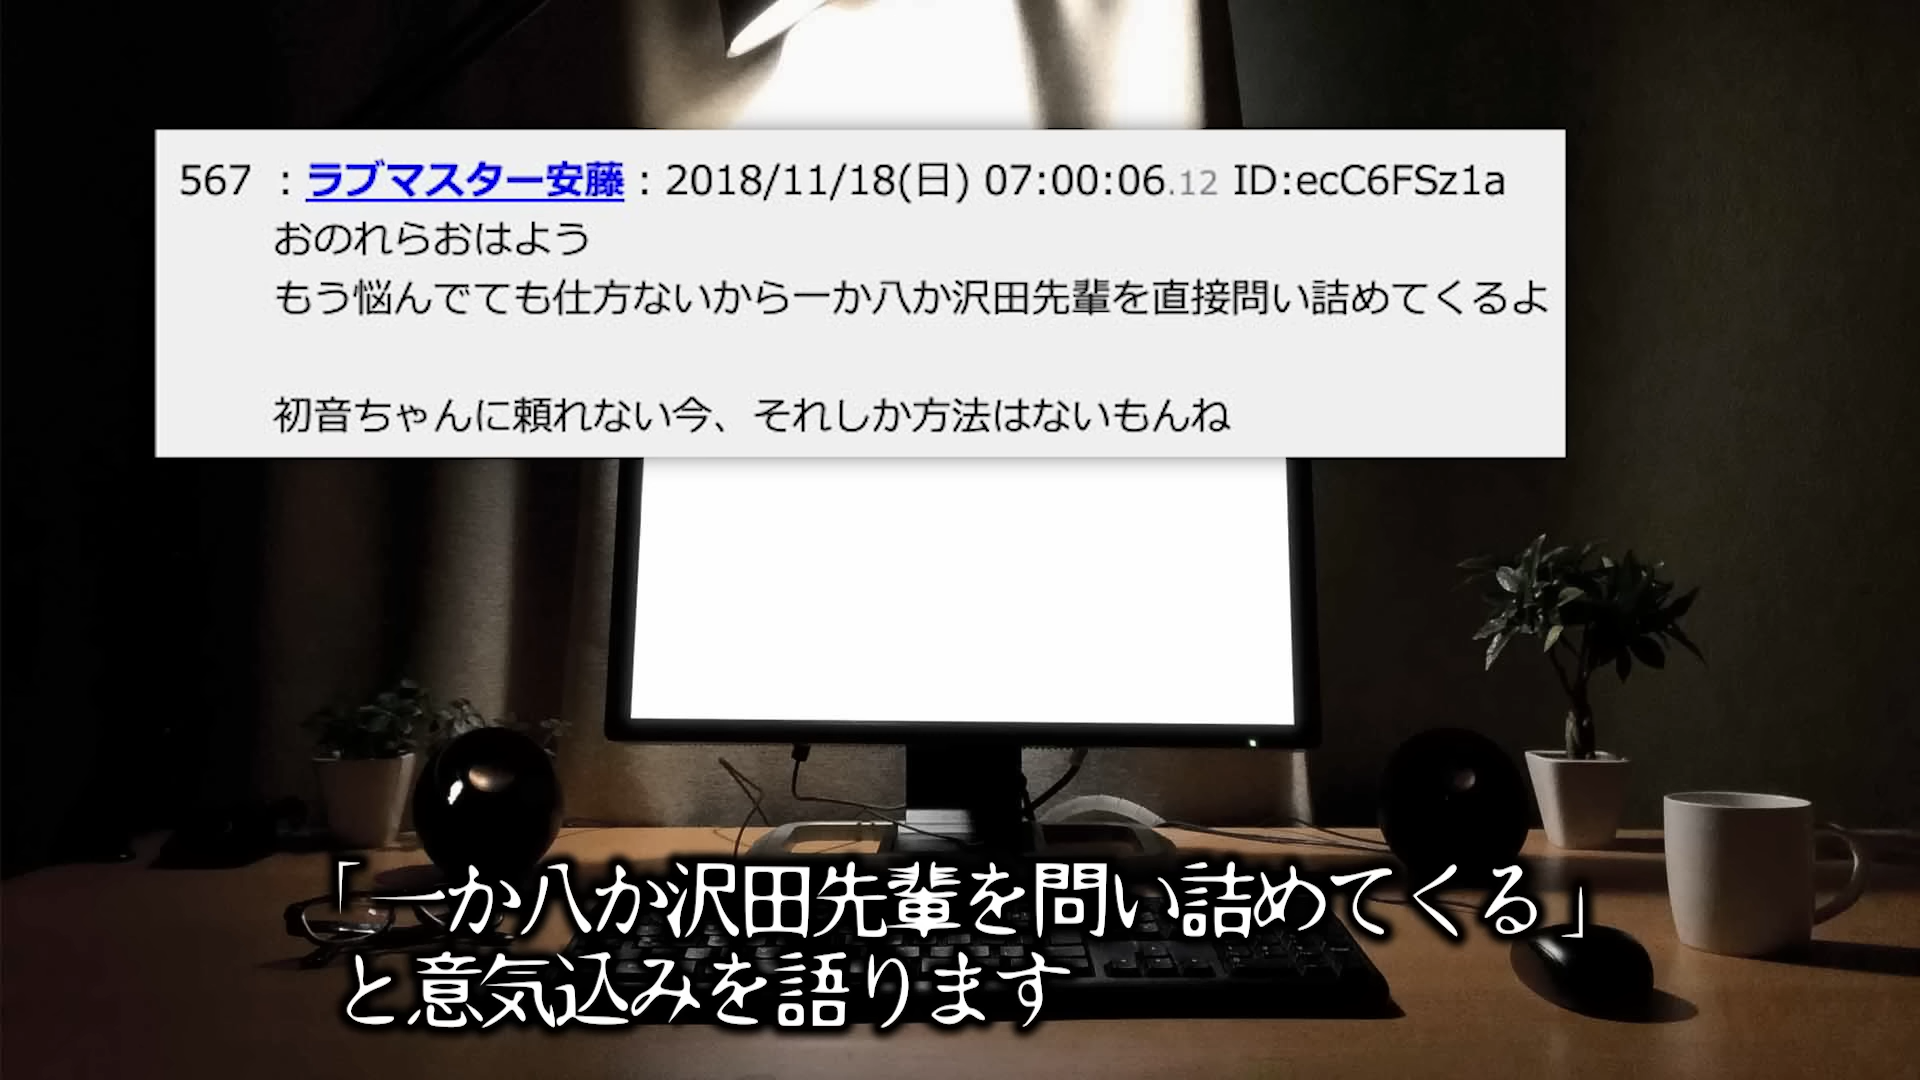 567 ：ラブマスター安藤：2018/11/18(日) 07:00:06.12 ID:ecC6FSz1a
おのれらおはよう
もう悩んでても仕方ないから一か八か沢田先輩を直接問い詰めてくるよ
初音ちゃんに頼れない今、それしか方法はないもんね
「一か八か沢田先輩を問い詰めてくる」
と意気込みを語ります